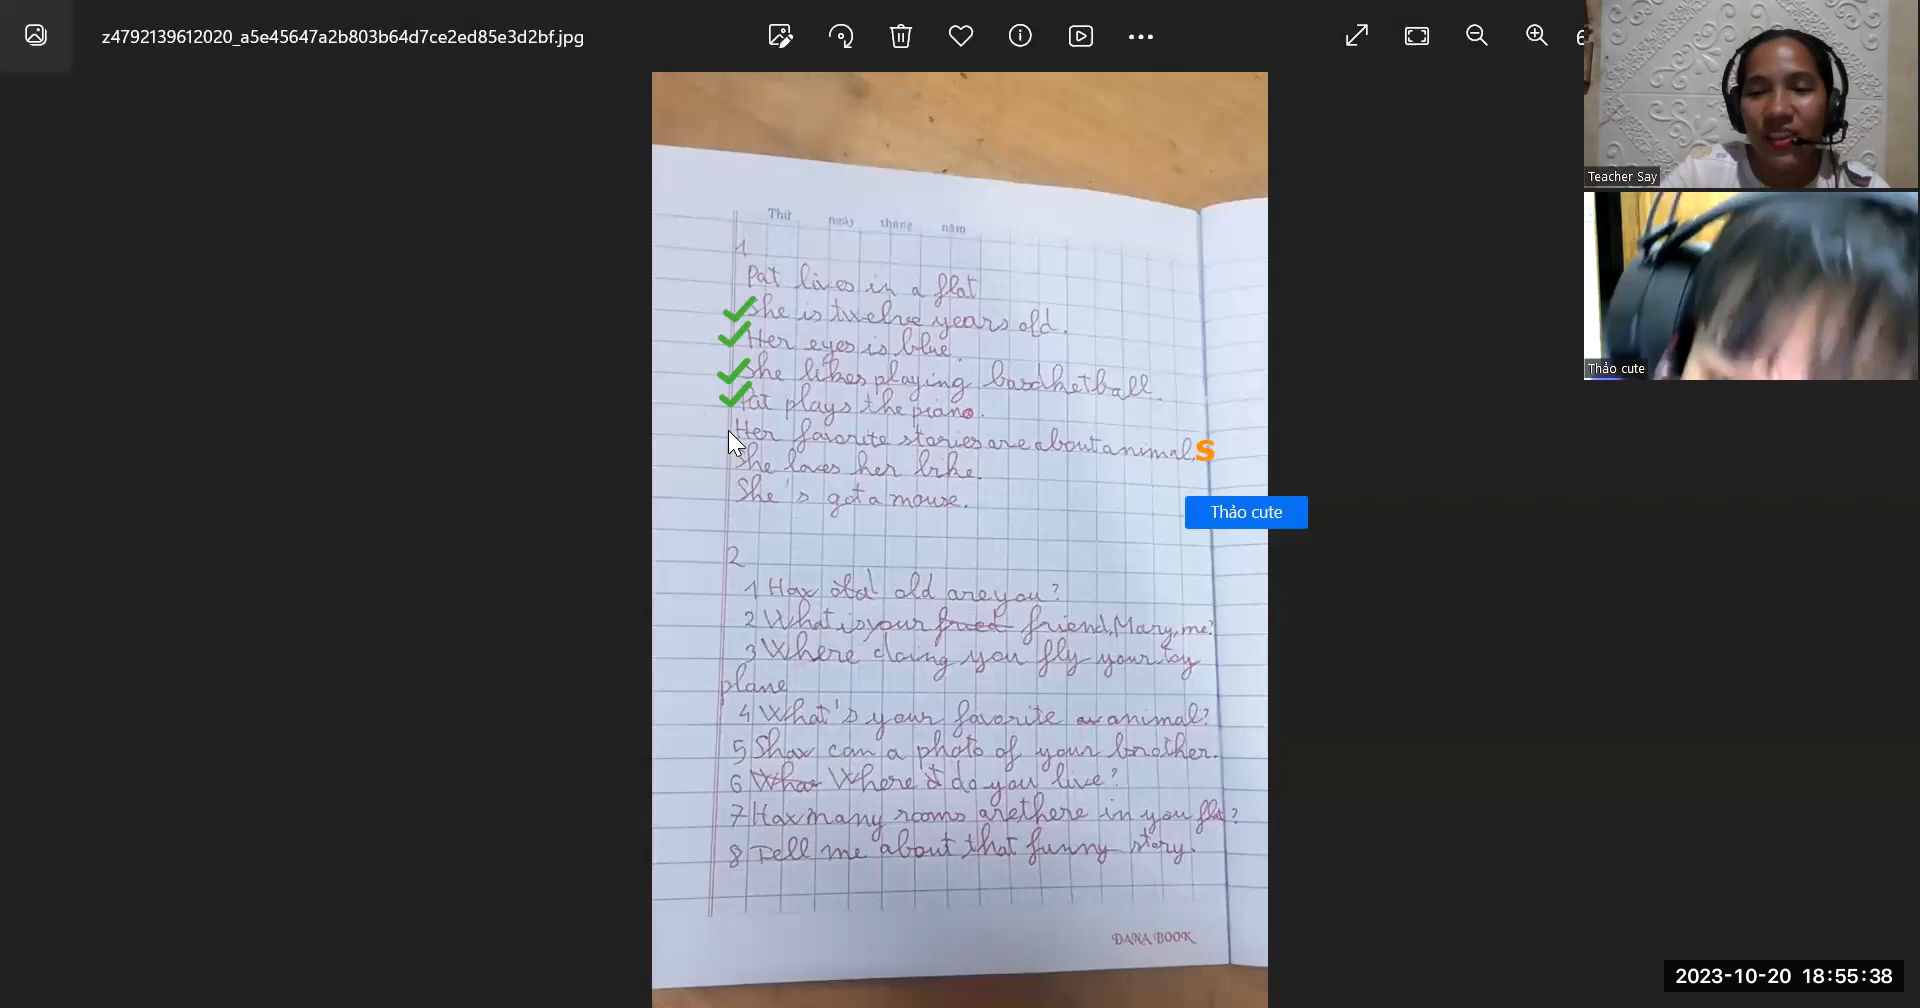 z4792139612020_a5e45647a2b803b64d7ce2ed85e3d2bf.jpg
Teacher Say
Thảo cute
Thứ ngày tháng năm
1
Pat lives in a flat
She is twelve years old.
Her eyes is blue.
She likes playing basdketball.
Pat plays the piano.
Her favorite stories are about animal. S
She loves her bike.
She's got a mouse.
Thảo cute
2
1 How old are you?
2 What is your friend, Mary, me?
3 Where doing you fly your toy
plane
4 What's your favorite animal?
5 Show can a photo of your brother.
6 Where do you live?
7 How many rooms are there in you flat?
8 Tell me about that funny story.
DANA BOOK
2023-10-20 18:55:38